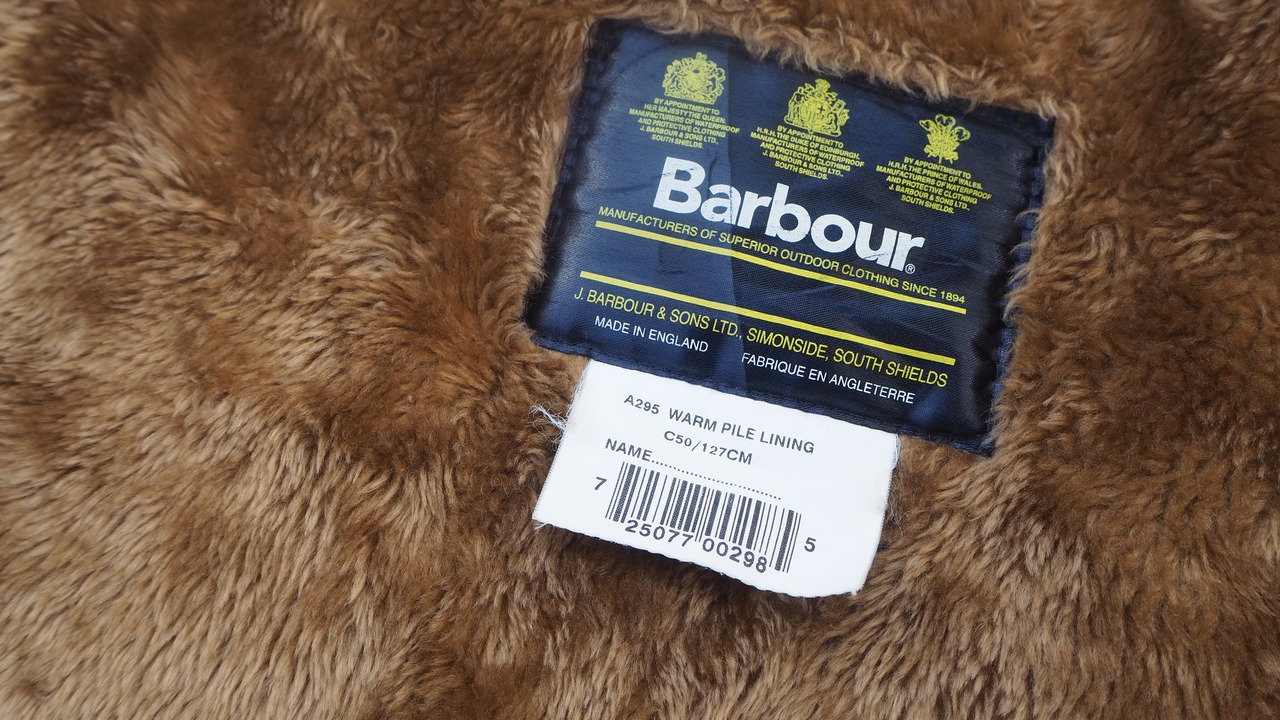 BY APPOINTMENT TO
HER MAJESTY THE QUEEN.
MANUFACTURERS OF WATERPROOF
AND PROTECTIVE CLOTHING
J. BARBOUR & SONS LTD.,
SOUTH SHIELDS.
BY APPOINTMENT TO
H.R.H. THE DUKE OF EDINBURGH.
MANUFACTURERS OF WATERPROOF
AND PROTECTIVE CLOTHING
J. BARBOUR & SONS LTD.,
SOUTH SHIELDS.
BY APPOINTMENT TO
H.R.H. THE PRINCE OF WALES.
MANUFACTURERS OF WATERPROOF
AND PROTECTIVE CLOTHING
J. BARBOUR & SONS LTD.,
SOUTH SHIELDS.
Barbour®
MANUFACTURERS OF SUPERIOR OUTDOOR CLOTHING SINCE 1894
J. BARBOUR & SONS LTD., SIMONSIDE, SOUTH SHIELDS
MADE IN ENGLAND FABRIQUE EN ANGLETERRE
A295 WARM PILE LINING
C50/127CM
NAME..............................
7 25077 00298 5